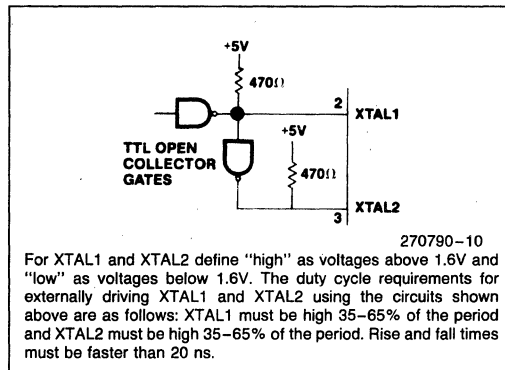 +5V
470Ω
2
XTAL1
+5V
TTL OPEN
COLLECTOR
GATES
470Ω
XTAL2
3
270790-10
For XTAL1 and XTAL2 define "high" as voltages above 1.6V and
"low" as voltages below 1.6V. The duty cycle requirements for
externally driving XTAL1 and XTAL2 using the circuits shown
above are as follows: XTAL1 must be high 35-65% of the period
and XTAL2 must be high 35-65% of the period. Rise and fall times
must be faster than 20 ns.